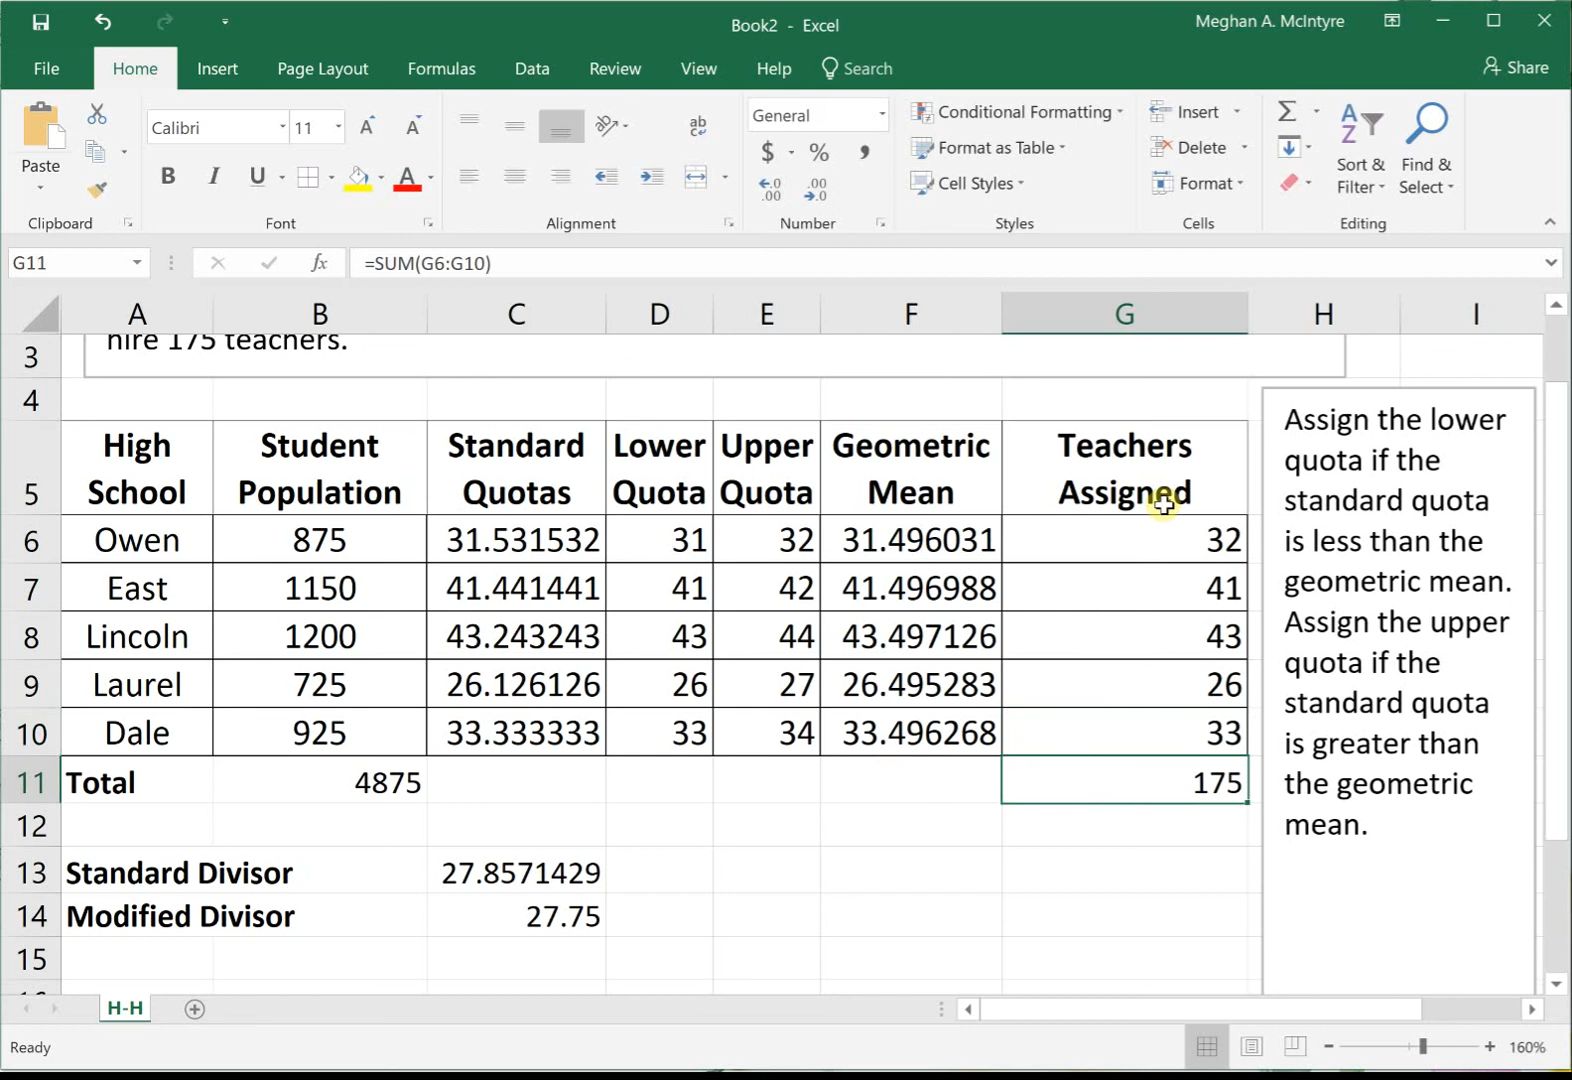 Book2 - Excel
Meghan A. McIntyre
File Home Insert Page Layout Formulas Data Review View Help Search Share
Paste
Clipboard
Calibri 11
B I U A
Font
ab
Alignment
General
$ % ,
Number
Conditional Formatting
Format as Table
Cell Styles
Styles
Insert
Delete
Format
Cells
Σ
Sort & Filter
Find & Select
Editing
G11 fx =SUM(G6:G10)
A B C D E F G H I
3 hire 175 teachers.
4
5 High School Student Population Standard Quotas Lower Quota Upper Quota Geometric Mean Teachers Assigned
6 Owen 875 31.531532 31 32 31.496031 32
7 East 1150 41.441441 41 42 41.496988 41
8 Lincoln 1200 43.243243 43 44 43.497126 43
9 Laurel 725 26.126126 26 27 26.495283 26
10 Dale 925 33.333333 33 34 33.496268 33
11 Total 4875 175
12
13 Standard Divisor 27.8571429
14 Modified Divisor 27.75
15
Assign the lower
quota if the
standard quota
is less than the
geometric mean.
Assign the upper
quota if the
standard quota
is greater than
the geometric
mean.
H-H
Ready
160%